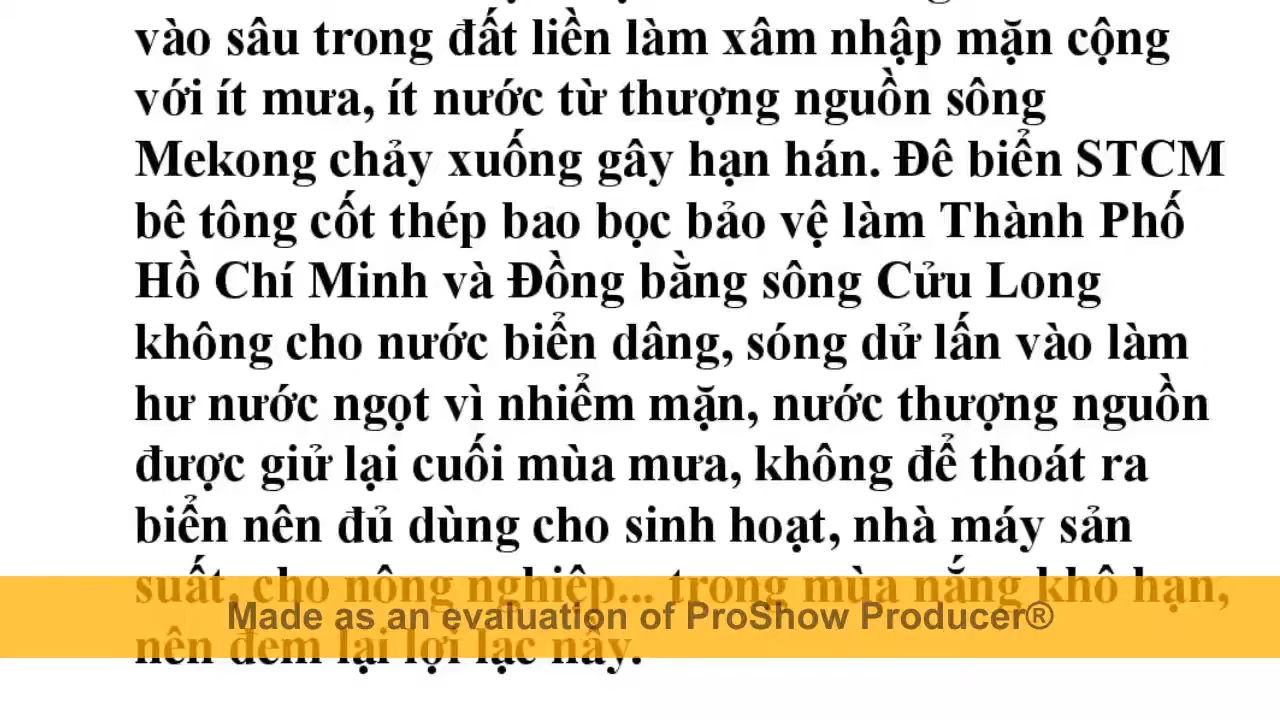 vào sâu trong đất liền làm xâm nhập mặn cộng
với ít mưa, ít nước từ thượng nguồn sông
Mekong chảy xuống gây hạn hán. Đê biển STCM
bê tông cốt thép bao bọc bảo vệ làm Thành Phố
Hồ Chí Minh và Đồng bằng sông Cửu Long
không cho nước biển dâng, sóng dử lấn vào làm
hư nước ngọt vì nhiểm mặn, nước thượng nguồn
được giử lại cuối mùa mưa, không để thoát ra
biển nên đủ dùng cho sinh hoạt, nhà máy sản
suất, cho nông nghiệp... trong mùa nắng khô hạn,
Made as an evaluation of ProShow Producer®
nên đem lại lợi lạc nầy.